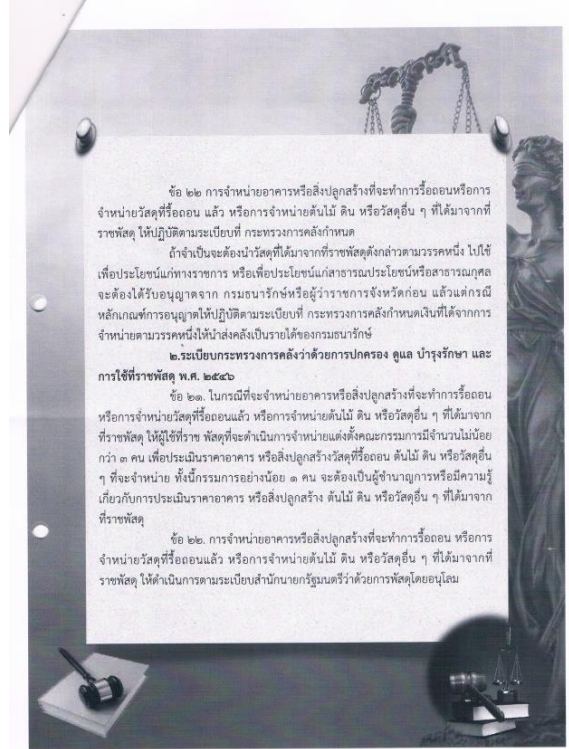 ข้อ ๒๒ การจำหน่ายอาคารหรือสิ่งปลูกสร้างที่จะทำการรื้อถอนหรือการ
จำหน่ายวัสดุที่รื้อถอน แล้ว หรือการจำหน่ายต้นไม้ ดิน หรือวัสดุอื่น ๆ ที่ได้มาจากที่
ราชพัสดุ ให้ปฏิบัติตามระเบียบที่ กระทรวงการคลังกำหนด
ถ้าจำเป็นจะต้องนำวัสดุที่ได้มาจากที่ราชพัสดุดังกล่าวตามวรรคหนึ่ง ไปใช้
เพื่อประโยชน์แก่ทางราชการ หรือเพื่อประโยชน์แก่สาธารณประโยชน์หรือสาธารณกุศล
จะต้องได้รับอนุญาตจาก กรมธนารักษ์หรือผู้ว่าราชการจังหวัดก่อน แล้วแต่กรณี
หลักเกณฑ์การอนุญาตให้ปฏิบัติตามระเบียบที่ กระทรวงการคลังกำหนดเงินที่ได้จากการ
จำหน่ายตามวรรคหนึ่งให้นำส่งคลังเป็นรายได้ของกรมธนารักษ์
๒.ระเบียบกระทรวงการคลังว่าด้วยการปกครอง ดูแล บำรุงรักษา และ
การใช้ที่ราชพัสดุ พ.ศ. ๒๕๔๖
ข้อ ๒๑. ในกรณีที่จะจำหน่ายอาคารหรือสิ่งปลูกสร้างที่จะทำการรื้อถอน
หรือการจำหน่ายวัสดุที่รื้อถอนแล้ว หรือการจำหน่ายต้นไม้ ดิน หรือวัสดุอื่น ๆ ที่ได้มาจาก
ที่ราชพัสดุ ให้ผู้ใช้ที่ราช พัสดุที่จะดำเนินการจำหน่ายแต่งตั้งคณะกรรมการมีจำนวนไม่น้อย
กว่า ๓ คน เพื่อประเมินราคาอาคาร หรือสิ่งปลูกสร้างวัสดุที่รื้อถอน ต้นไม้ ดิน หรือวัสดุอื่น
ๆ ที่จะจำหน่าย ทั้งนี้กรรมการอย่างน้อย ๑ คน จะต้องเป็นผู้ชำนาญการหรือมีความรู้
เกี่ยวกับการประเมินราคาอาคาร หรือสิ่งปลูกสร้าง ต้นไม้ ดิน หรือวัสดุอื่น ๆ ที่ได้มาจาก
ที่ราชพัสดุ
ข้อ ๒๒. การจำหน่ายอาคารหรือสิ่งปลูกสร้างที่จะทำการรื้อถอน หรือการ
จำหน่ายวัสดุที่รื้อถอนแล้ว หรือการจำหน่ายต้นไม้ ดิน หรือวัสดุอื่น ๆ ที่ได้มาจากที่
ราชพัสดุ ให้ดำเนินการตามระเบียบสำนักนายกรัฐมนตรีว่าด้วยการพัสดุโดยอนุโลม